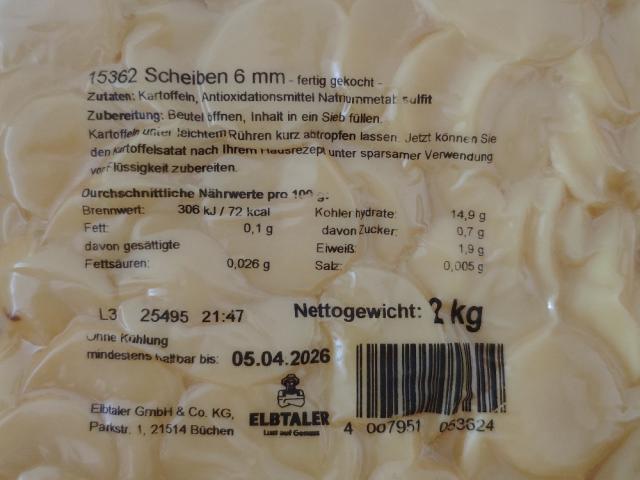 15362 Scheiben 6 mm - fertig gekocht -
Zutaten: Kartoffeln, Antioxidationsmittel Natriummetabisulfit
Zubereitung: Beutel öffnen, Inhalt in ein Sieb füllen.
Kartoffeln unter leichtem Rühren kurz abtropfen lassen. Jetzt können Sie
den Kartoffelsalat nach Ihrem Hausrezept unter sparsamer Verwendung
von Flüssigkeit zubereiten.
Durchschnittliche Nährwerte pro 100 g:
Brennwert: 306 kJ / 72 kcal
Fett: 0,1 g
davon gesättigte
Fettsäuren: 0,026 g
Kohlenhydrate: 14,9 g
davon Zucker: 0,7 g
Eiweiß: 1,9 g
Salz: 0,005 g
L3 25495 21:47
Nettogewicht: 2 kg
Ohne Kühlung
mindestens haltbar bis: 05.04.2026
Elbtaler GmbH & Co. KG,
Parkstr. 1, 21514 Büchen
ELBTALER
Lust auf Genuss
4 007951 053624